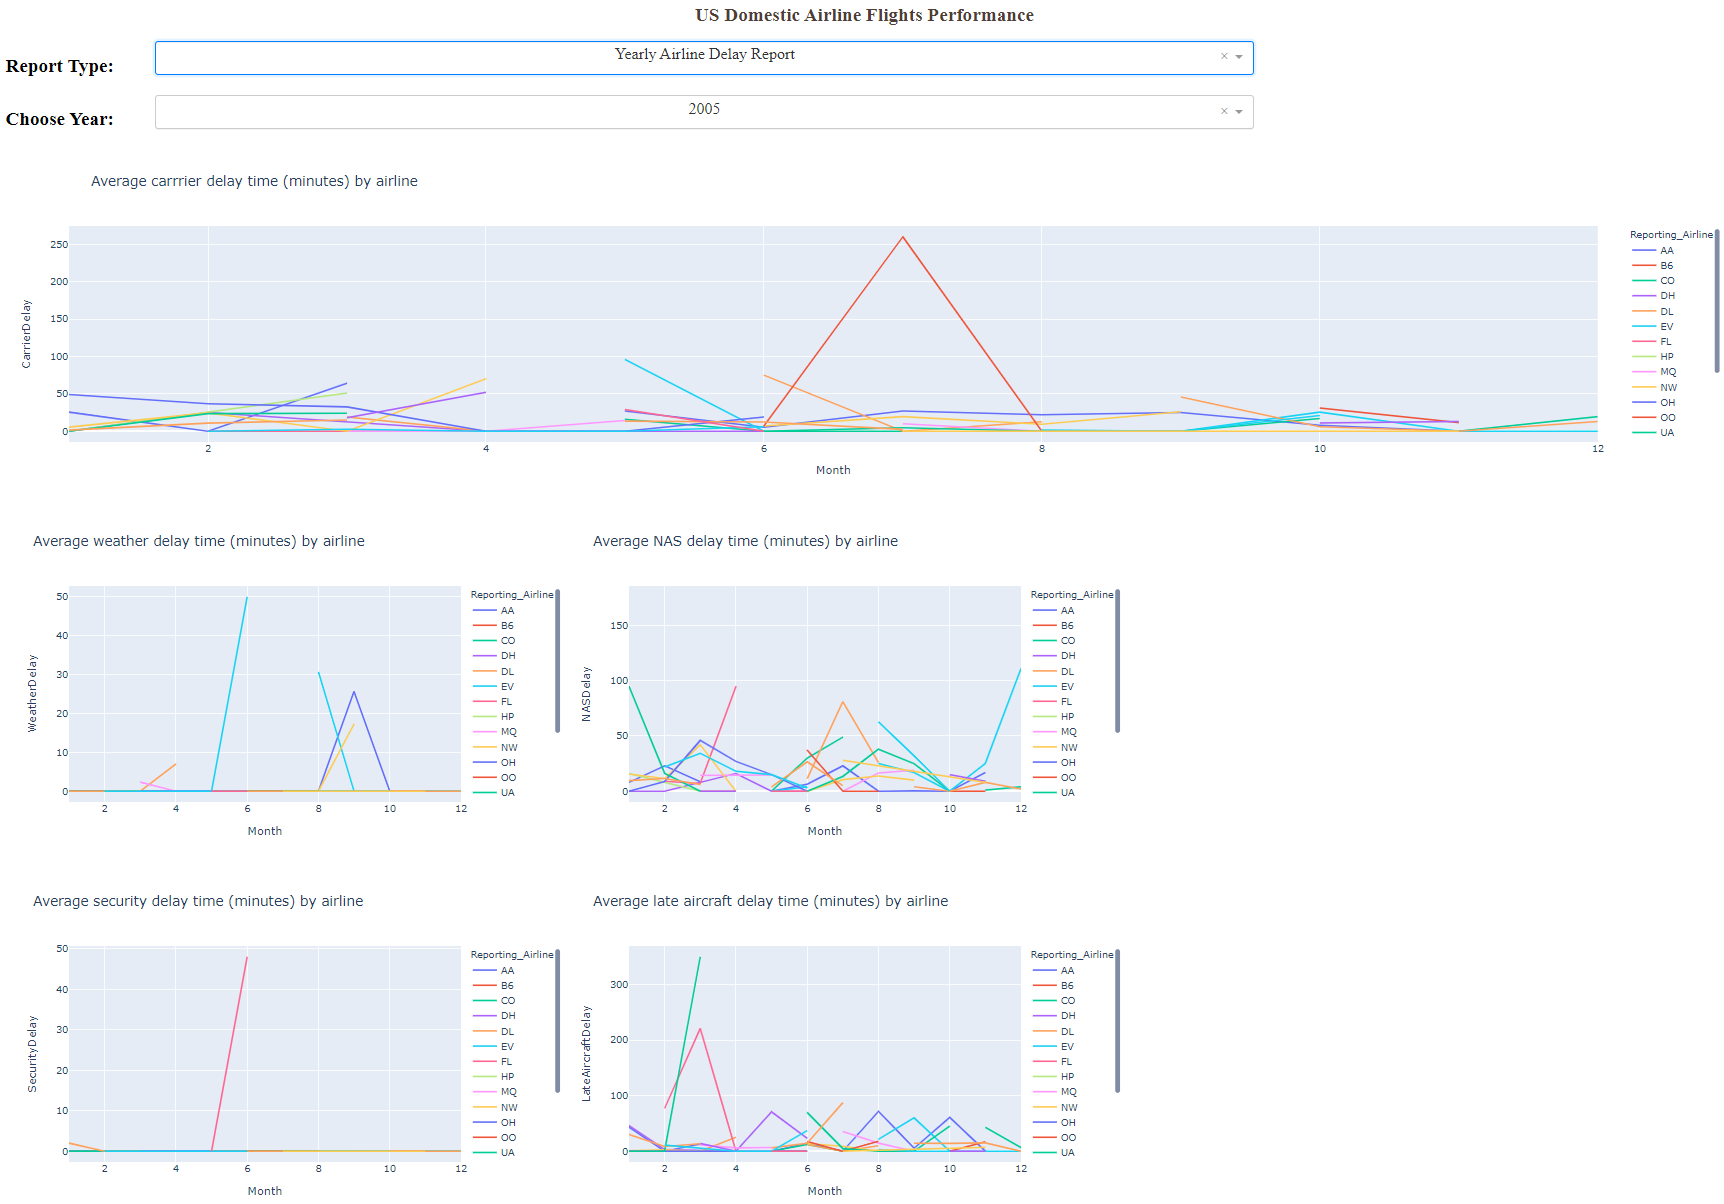 US Domestic Airline Flights Performance
Report Type:
Yearly Airline Delay Report
×
Choose Year:
2005
×
Average carrrier delay time (minutes) by airline
CarrierDelay
250
200
150
100
50
0
2
4
6
8
10
12
Month
Reporting_Airline
AA
B6
CO
DH
DL
EV
FL
HP
MQ
NW
OH
OO
UA
Average weather delay time (minutes) by airline
WeatherDelay
50
40
30
20
10
0
2
4
6
8
10
12
Month
Reporting_Airline
AA
B6
CO
DH
DL
EV
FL
HP
MQ
NW
OH
OO
UA
Average NAS delay time (minutes) by airline
NASDelay
150
100
50
0
2
4
6
8
10
12
Month
Reporting_Airline
AA
B6
CO
DH
DL
EV
FL
HP
MQ
NW
OH
OO
UA
Average security delay time (minutes) by airline
SecurityDelay
50
40
30
20
10
0
2
4
6
8
10
12
Month
Reporting_Airline
AA
B6
CO
DH
DL
EV
FL
HP
MQ
NW
OH
OO
UA
Average late aircraft delay time (minutes) by airline
LateAircraftDelay
300
200
100
0
2
4
6
8
10
12
Month
Reporting_Airline
AA
B6
CO
DH
DL
EV
FL
HP
MQ
NW
OH
OO
UA